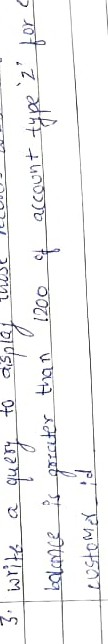 3. Write a query to display those
balance is greater than 1200 of account type 'Z' for
customer id